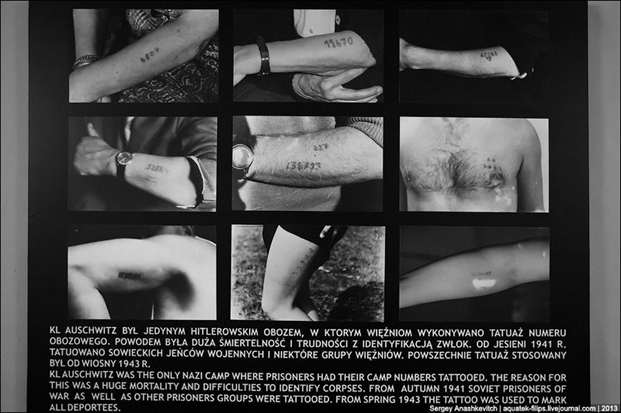 15670
KL AUSCHWITZ BYŁ JEDYNYM HITLEROWSKIM OBOZEM, W KTORYM WIĘŹNIOM WYKONYWANO TATUAŻ NUMERU
OBOZOWEGO. POWODEM BYŁA DUŻA ŚMIERTELNOŚĆ I TRUDNOŚCI Z IDENTYFIKACJĄ ZWŁOK. OD JESIENI 1941 R.
TATUOWANO SOWIECKICH JEŃCÓW WOJENNYCH I NIEKTÓRE GRUPY WIĘŹNIÓW. POWSZECHNIE TATUAŻ STOSOWANY
BYŁ OD WIOSNY 1943 R.
KL AUSCHWITZ WAS THE ONLY NAZI CAMP WHERE PRISONERS HAD THEIR CAMP NUMBERS TATTOOED. THE REASON FOR
THIS WAS A HUGE MORTALITY AND DIFFICULTIES TO IDENTIFY CORPSES. FROM AUTUMN 1941 SOVIET PRISONERS OF
WAR AS WELL AS OTHER PRISONERS GROUPS WERE TATTOOED. FROM SPRING 1943 THE TATTOO WAS USED TO MARK
ALL DEPORTEES.
Sergey Anashkevitch | aquatek-filips.livejournal.com | 2013